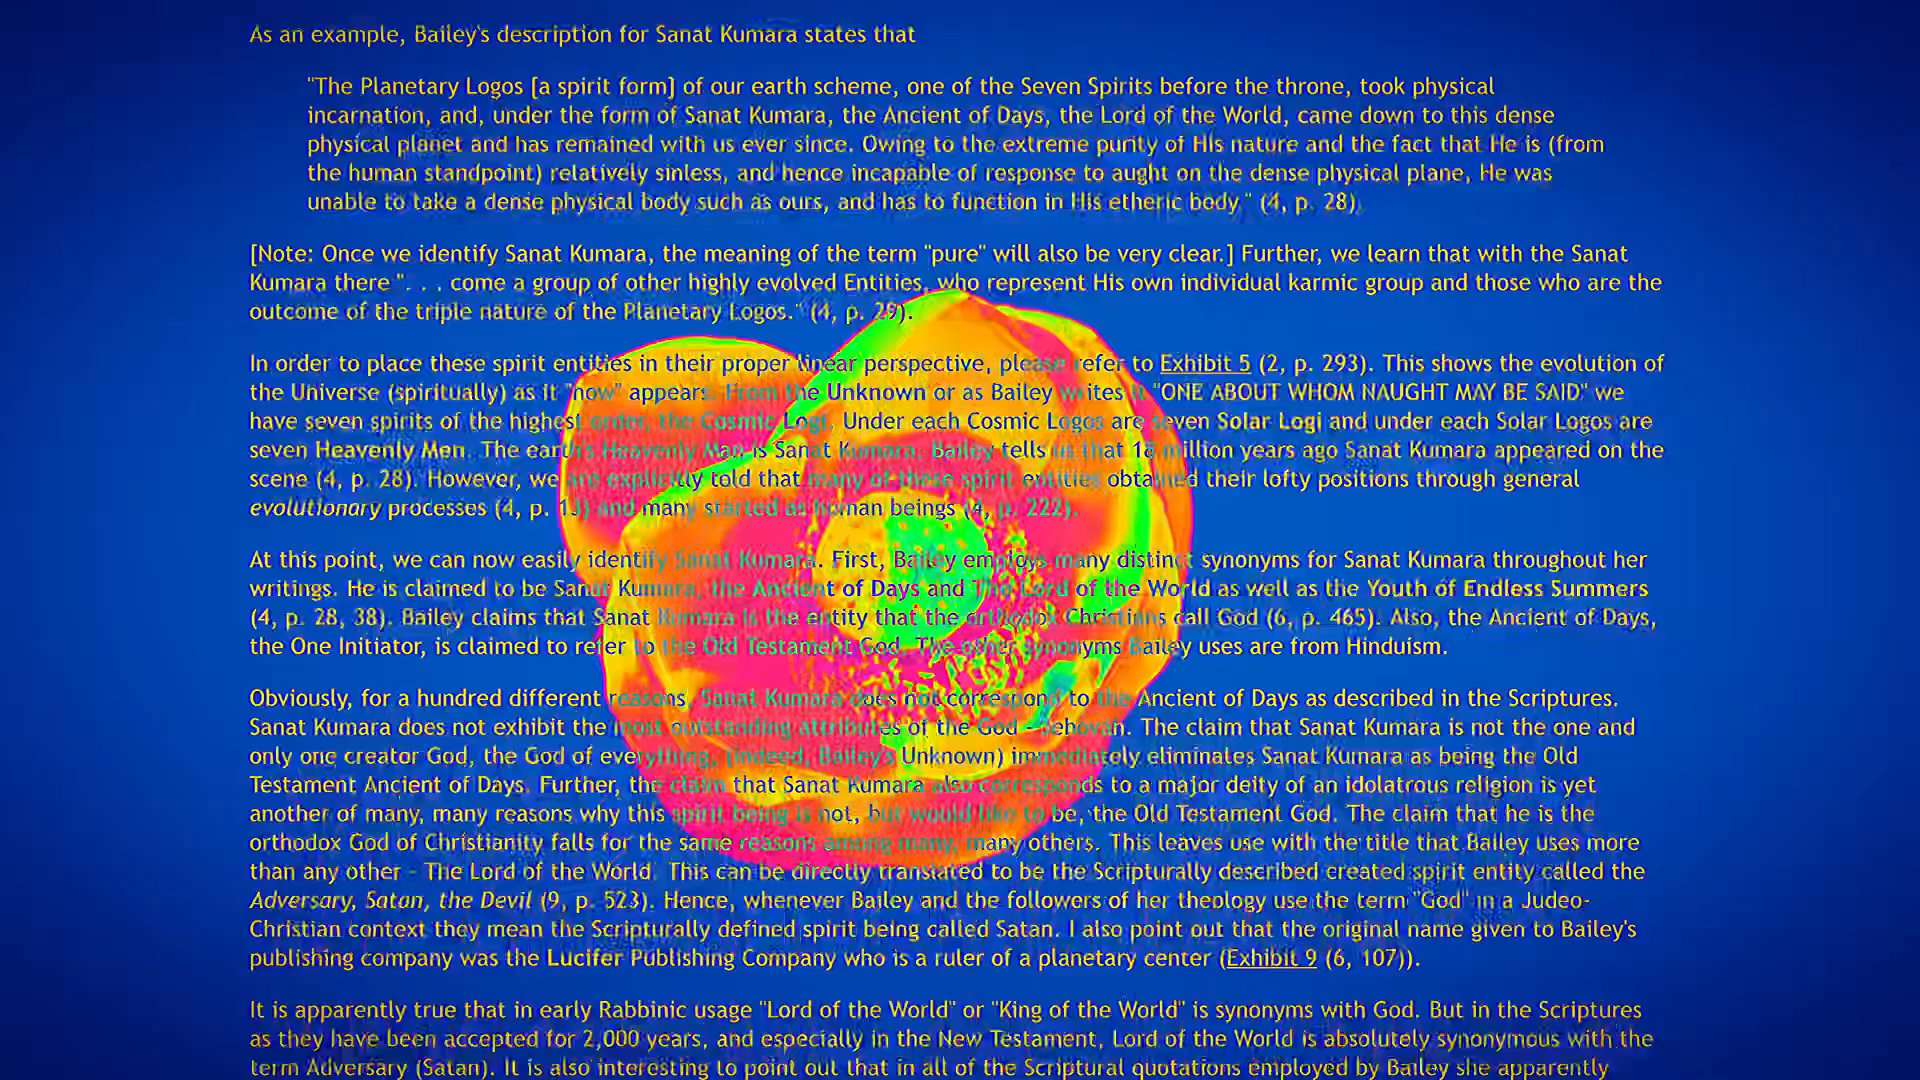 As an example, Bailey's description for Sanat Kumara states that
"The Planetary Logos [a spirit form] of our earth scheme, one of the Seven Spirits before the throne, took physical
incarnation, and, under the form of Sanat Kumara, the Ancient of Days, the Lord of the World, came down to this dense
physical planet and has remained with us ever since. Owing to the extreme purity of His nature and the fact that He is (from
the human standpoint) relatively sinless, and hence incapable of response to aught on the dense physical plane, He was
unable to take a dense physical body such as ours, and has to function in His etheric body." (4, p. 28).
[Note: Once we identify Sanat Kumara, the meaning of the term "pure" will also be very clear.] Further, we learn that with the Sanat
Kumara there ". . . come a group of other highly evolved Entities, who represent His own individual karmic group and those who are the
outcome of the triple nature of the Planetary Logos." (4, p. 29).
In order to place these spirit entities in their proper linear perspective, please refer to Exhibit 5 (2, p. 293). This shows the evolution of
the Universe (spiritually) as it "now" appears. From the Unknown or as Bailey writes it "ONE ABOUT WHOM NAUGHT MAY BE SAID" we
have seven spirits of the highest order, the Cosmic Logi. Under each Cosmic Logos are seven Solar Logi and under each Solar Logos are
seven Heavenly Men. The earth's Heavenly Man is Sanat Kumara. Bailey tells us that 18 million years ago Sanat Kumara appeared on the
scene (4, p. 28). However, we are explicitly told that many of these spirit entities obtained their lofty positions through general
evolutionary processes (4, p. 13) and many started as human beings (4, p. 222).
At this point, we can now easily identify Sanat Kumara. First, Bailey employs many distinct synonyms for Sanat Kumara throughout her
writings. He is claimed to be Sanat Kumara, the Ancient of Days and The Lord of the World as well as the Youth of Endless Summers
(4, p. 28, 38). Bailey claims that Sanat Kumara is the entity that the orthodox Christians call God (6, p. 465). Also, the Ancient of Days,
the One Initiator, is claimed to refer to the Old Testament God. The other synonyms Bailey uses are from Hinduism.
Obviously, for a hundred different reasons, Sanat Kumara does not correspond to the Ancient of Days as described in the Scriptures.
Sanat Kumara does not exhibit the most outstanding attributes of the God - Jehovah. The claim that Sanat Kumara is not the one and
only one creator God, the God of everything, (indeed, Bailey's Unknown) immediately eliminates Sanat Kumara as being the Old
Testament Ancient of Days. Further, the claim that Sanat Kumara also corresponds to a major deity of an idolatrous religion is yet
another of many, many reasons why this spirit being is not, but would like to be, the Old Testament God. The claim that he is the
orthodox God of Christianity falls for the same reasons among many, many others. This leaves use with the title that Bailey uses more
than any other - The Lord of the World. This can be directly translated to be the Scripturally described created spirit entity called the
Adversary, Satan, the Devil (9, p. 523). Hence, whenever Bailey and the followers of her theology use the term "God" in a Judeo-
Christian context they mean the Scripturally defined spirit being called Satan. I also point out that the original name given to Bailey's
publishing company was the Lucifer Publishing Company who is a ruler of a planetary center (Exhibit 9 (6, 107)).
It is apparently true that in early Rabbinic usage "Lord of the World" or "King of the World" is synonyms with God. But in the Scriptures
as they have been accepted for 2,000 years, and especially in the New Testament, Lord of the World is absolutely synonymous with the
term Adversary (Satan). It is also interesting to point out that in all of the Scriptural quotations employed by Bailey she apparently